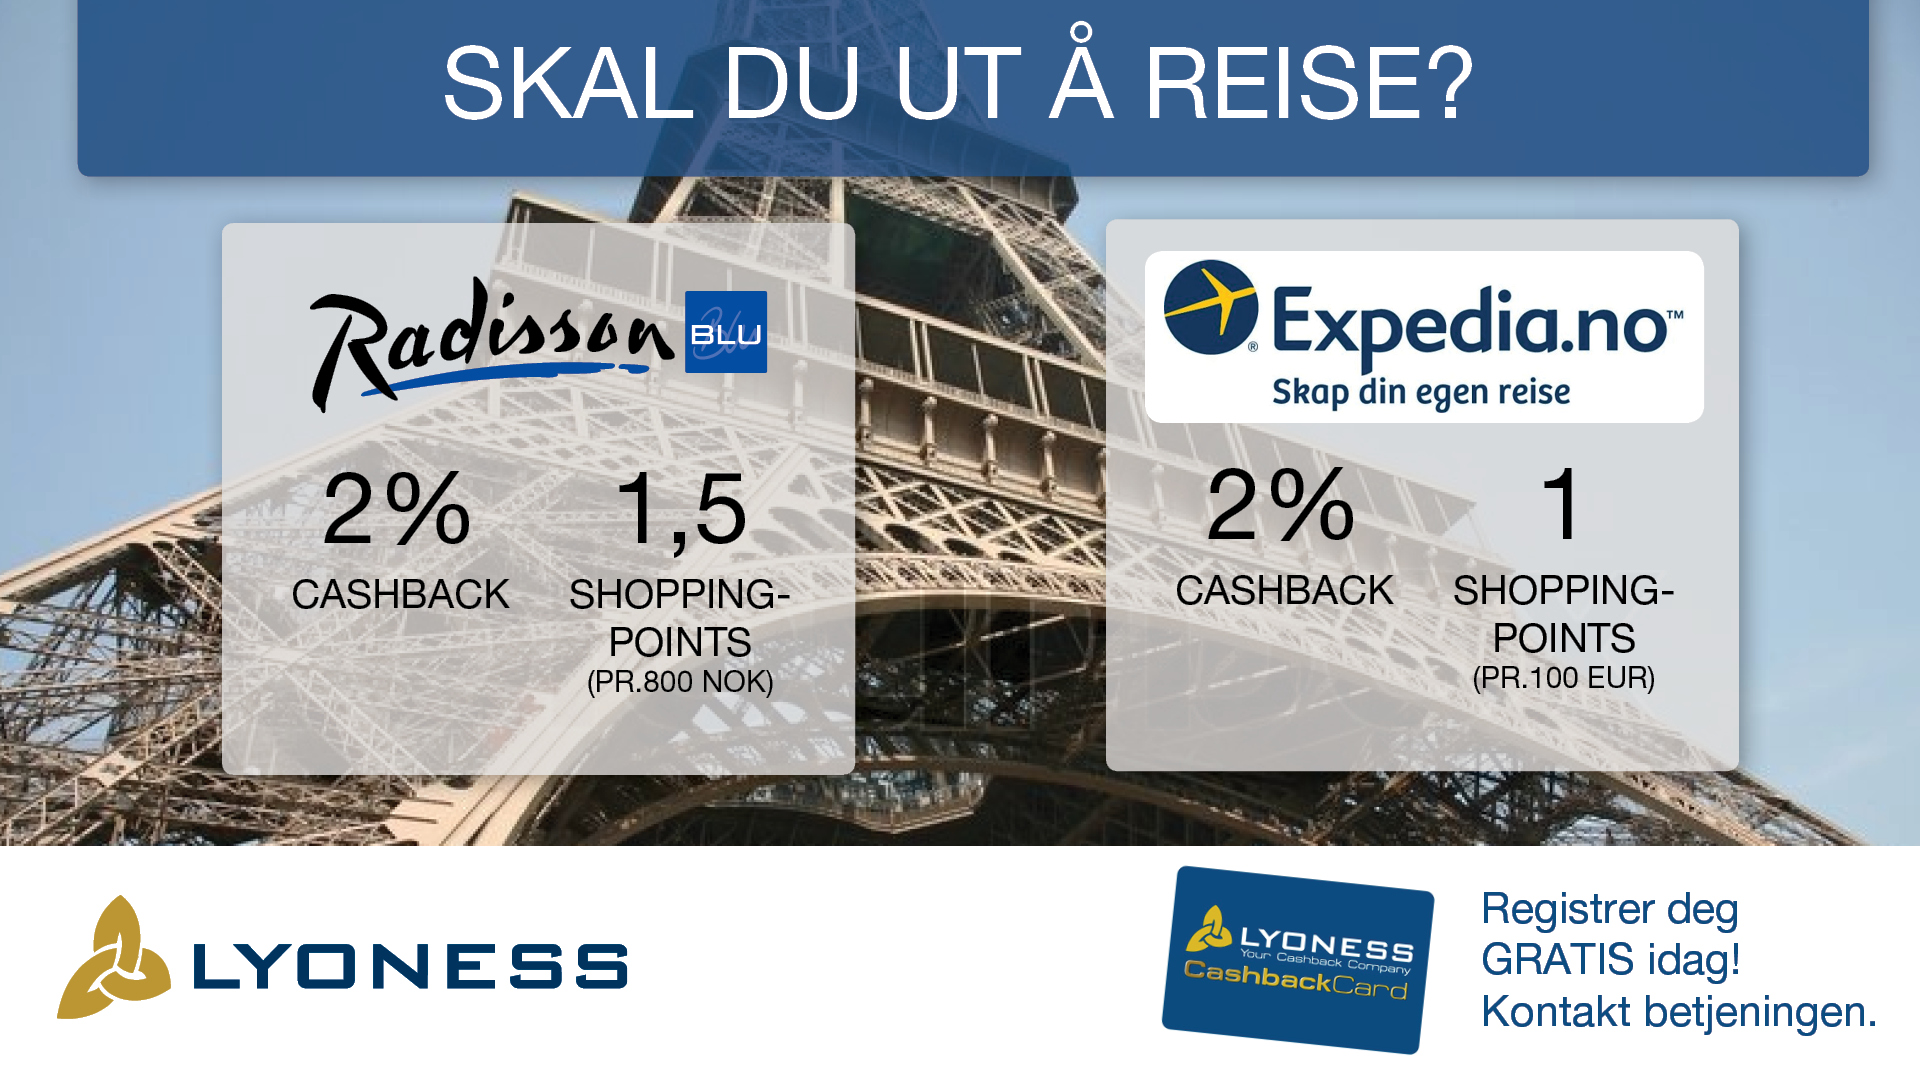 SKAL DU UT Å REISE?
Radisson BLU
2% 1,5
CASHBACK SHOPPING-
POINTS
(PR.800 NOK)
® Expedia.no™
Skap din egen reise
2% 1
CASHBACK SHOPPING-
POINTS
(PR.100 EUR)
LYONESS
LYONESS
Your Cashback Company
CashbackCard
Registrer deg
GRATIS idag!
Kontakt betjeningen.